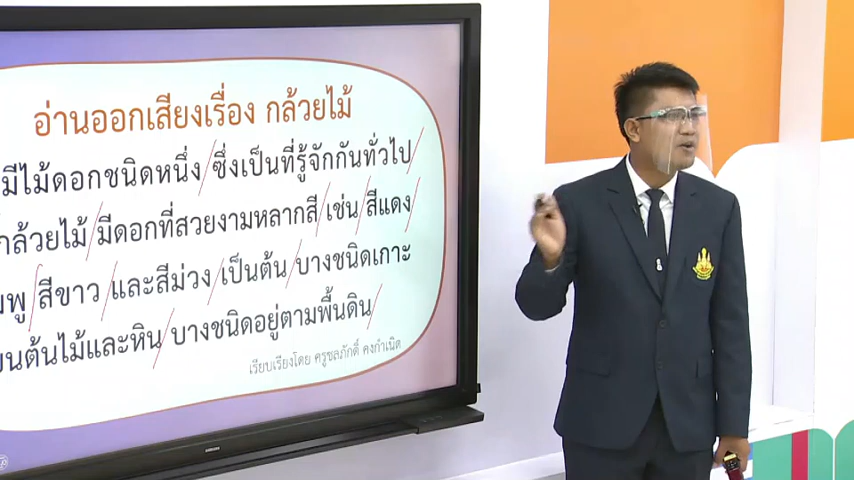 อ่านออกเสียงเรื่อง กล้วยไม้
มีไม้ดอกชนิดหนึ่ง/ ซึ่งเป็นที่รู้จักกันทั่วไป/
กล้วยไม้/ มีดอกที่สวยงามหลากสี/ เช่น/ สีแดง/
สีขาว /และสีม่วง /เป็นต้น/ บางชนิดเกาะ
ต้นไม้และหิน/ บางชนิดอยู่ตามพื้นดิน/
เรียบเรียงโดย ครูชลภักดิ์ คงกำเนิด